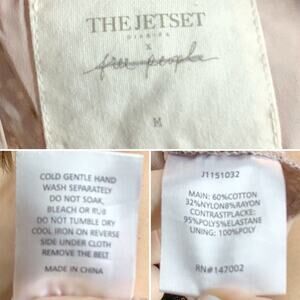 THE JETSET
DIARIES
X
free people
M
COLD GENTLE HAND
WASH SEPARATELY
DO NOT SOAK,
BLEACH OR RUB
DO NOT TUMBLE DRY
COOL IRON ON REVERSE
SIDE UNDER CLOTH
REMOVE THE BELT
MADE IN CHINA
J1151032
MAIN: 60%COTTON
32%NYLON8%RAYON
CONTRASTPLACKE:
95%POLY5%ELASTANE
LINING: 100%POLY
RN#147002